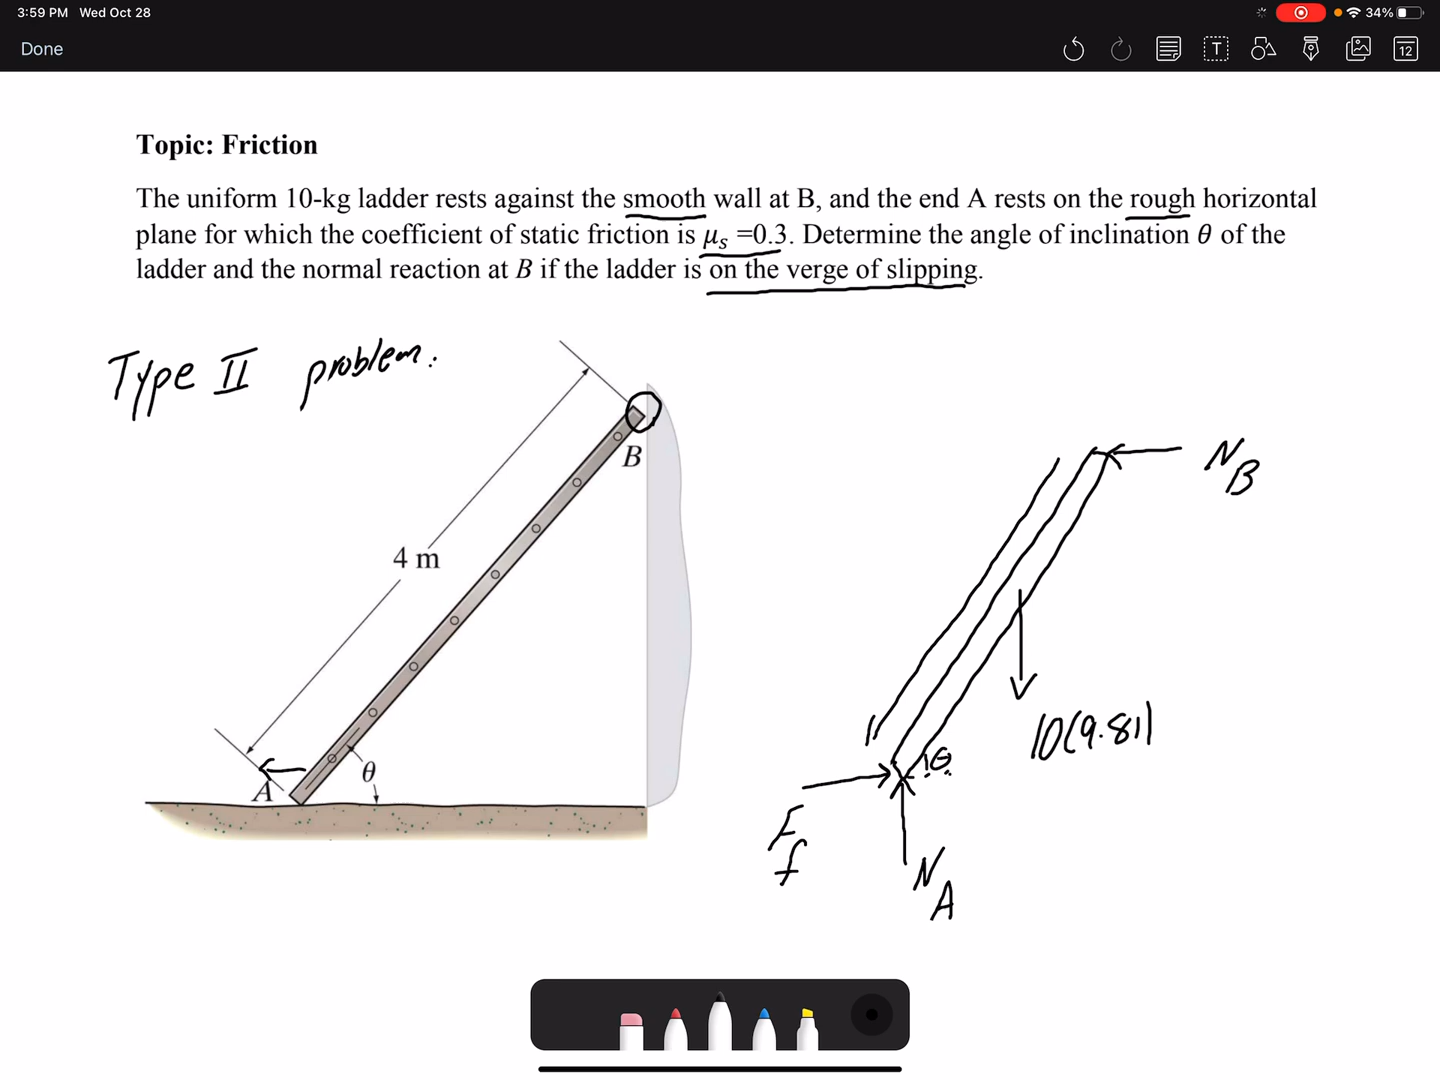 3:59 PM Wed Oct 28
34%
Done
T
12
Topic: Friction
The uniform 10-kg ladder rests against the smooth wall at B, and the end A rests on the rough horizontal
plane for which the coefficient of static friction is μs =0.3. Determine the angle of inclination θ of the
ladder and the normal reaction at B if the ladder is on the verge of slipping.
Type II problem:
B
4 m
θ
A
NB
10(9.81)
θ
Ff
NA